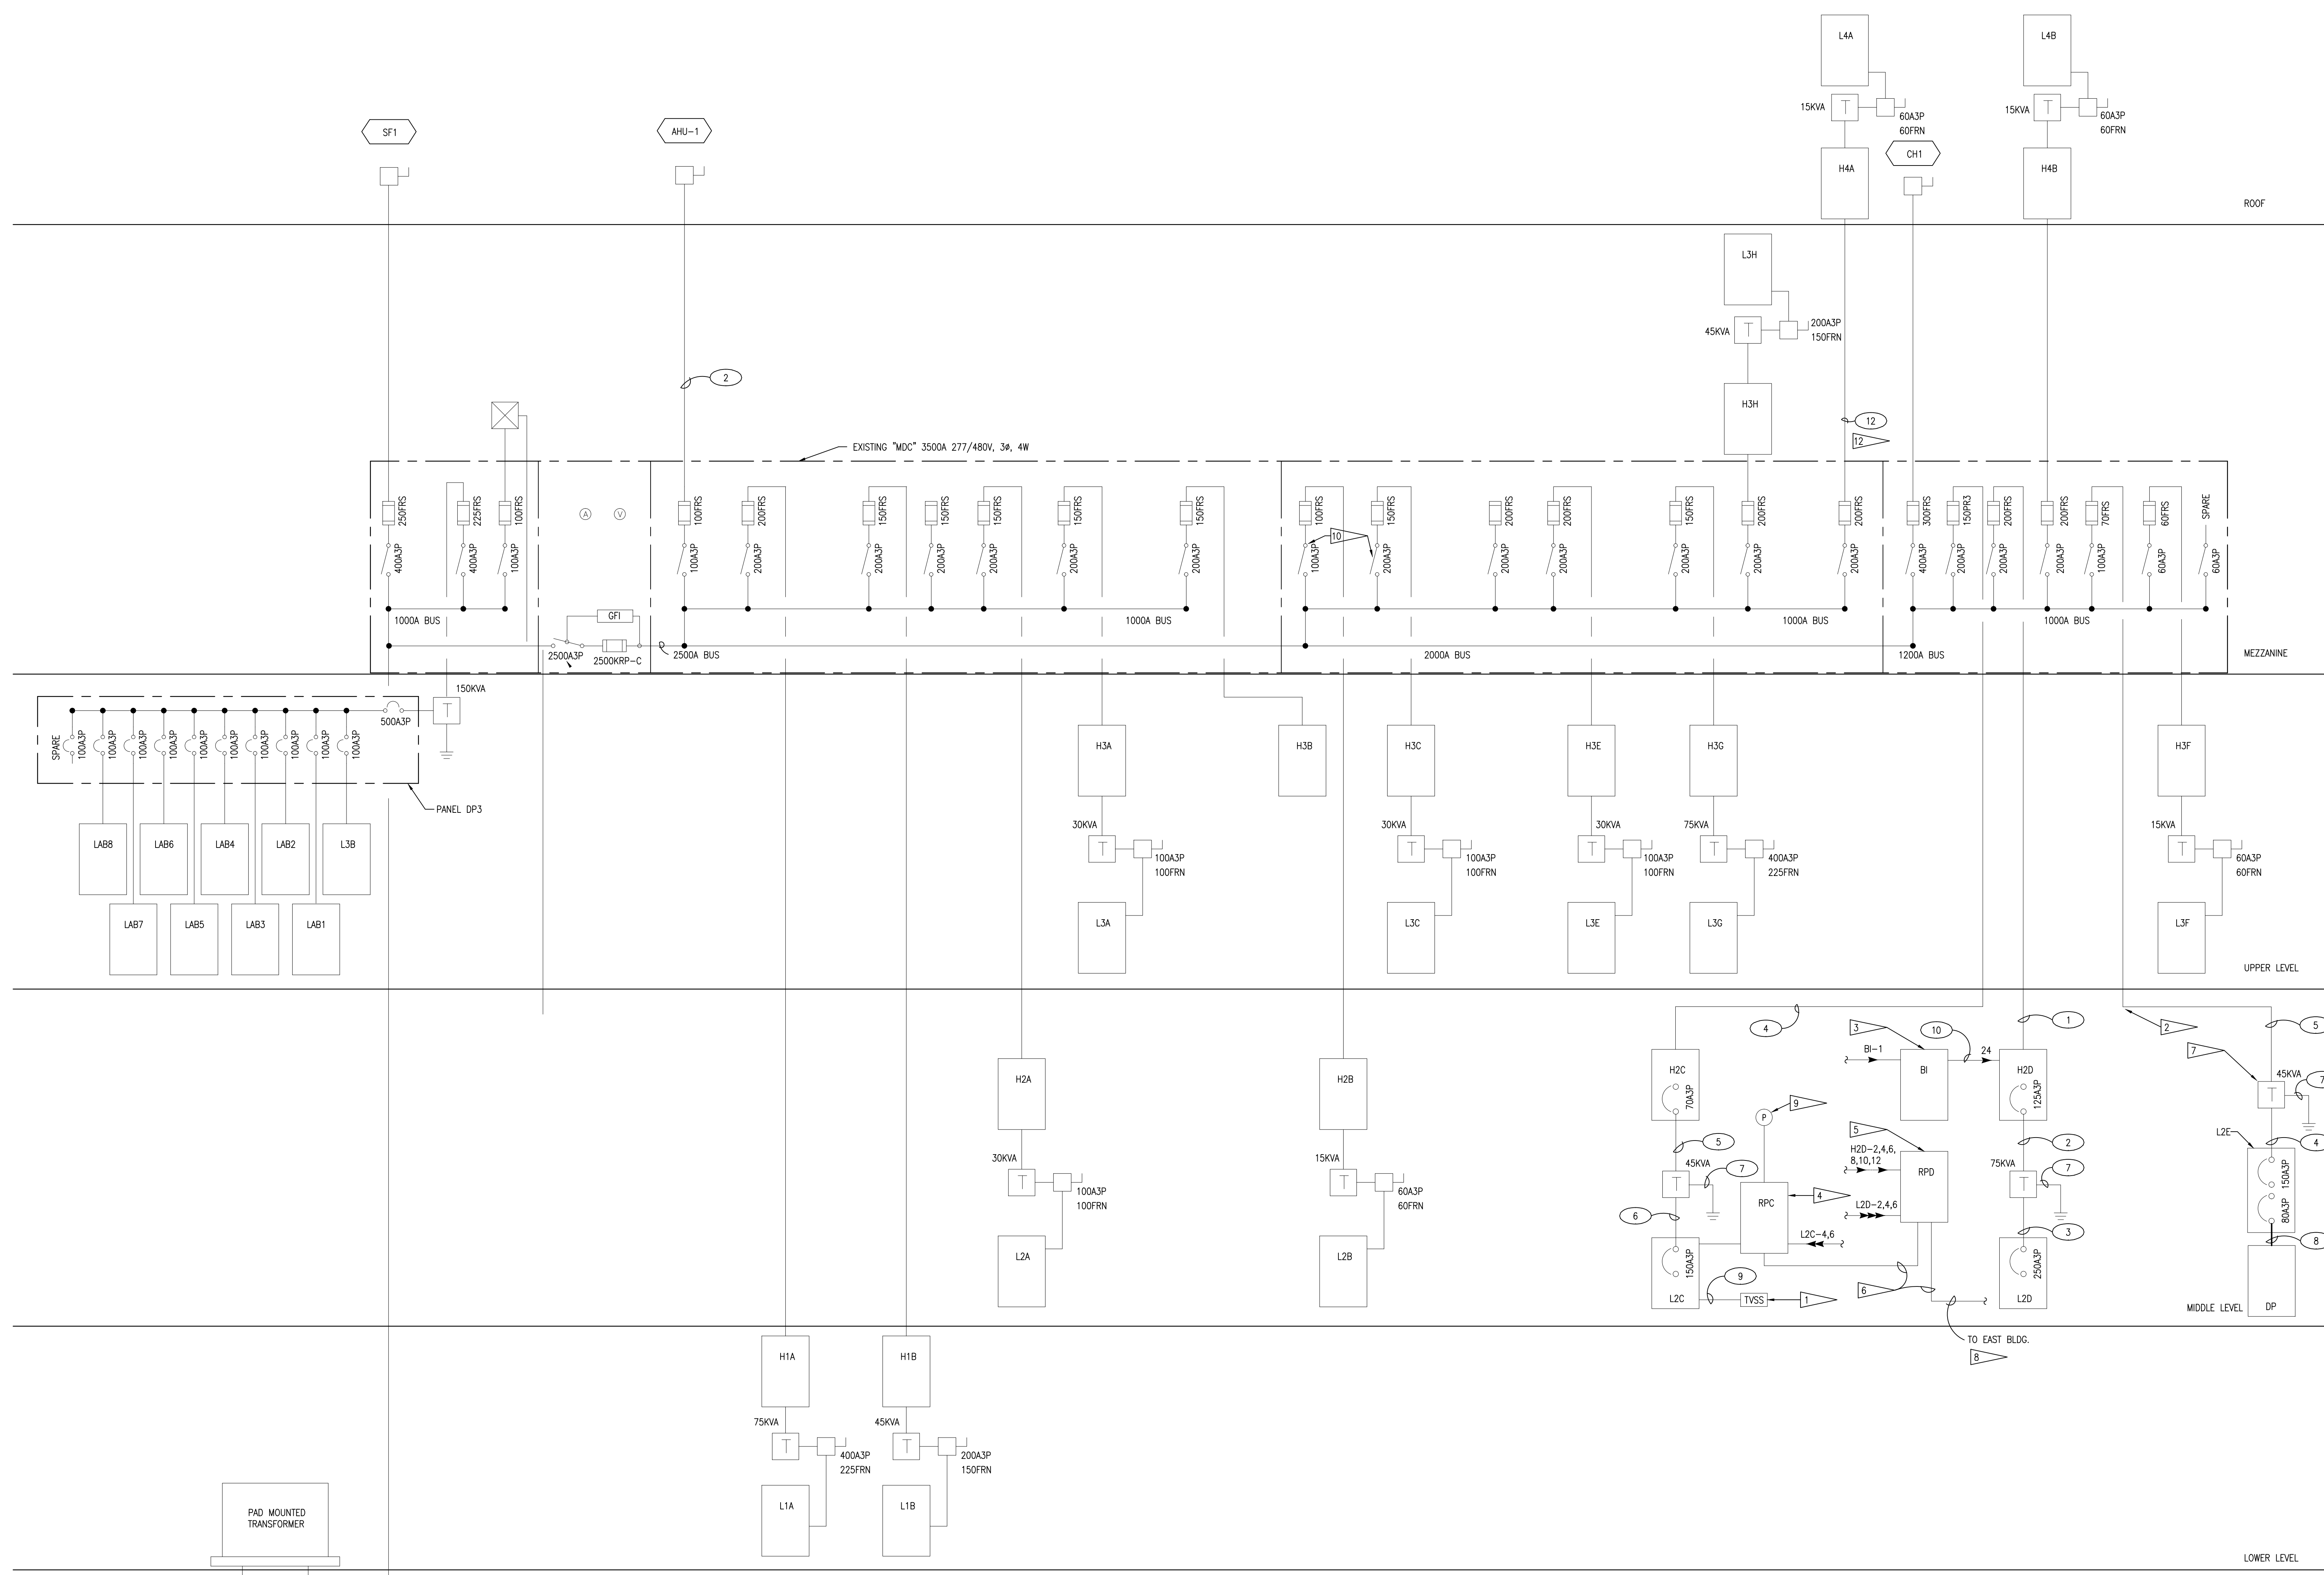 L4A
L4B
15KVA
60A3P
60FRN
15KVA
60A3P
60FRN
SF1
AHU-1
CH1
H4A
H4B
ROOF
L3H
45KVA
200A3P
150FRN
2
H3H
12
12
EXISTING "MDC" 3500A 277/480V, 3ø, 4W
250FRS
225FRS
100FRS
A
V
100FRS
200FRS
150FRS
150FRS
150FRS
150FRS
150FRS
100FRS
150FRS
200FRS
200FRS
150FRS
200FRS
200FRS
300FRS
150PR3
200FRS
200FRS
70FRS
60FRS
SPARE
10
400A3P
400A3P
100A3P
100A3P
200A3P
200A3P
200A3P
200A3P
200A3P
200A3P
100A3P
200A3P
200A3P
200A3P
200A3P
200A3P
200A3P
400A3P
200A3P
200A3P
200A3P
100A3P
60A3P
60A3P
1000A BUS
GFI
1000A BUS
1000A BUS
1000A BUS
2500A3P
2500KRP-C
2500A BUS
2000A BUS
1200A BUS
MEZZANINE
150KVA
500A3P
SPARE
100A3P
100A3P
100A3P
100A3P
100A3P
100A3P
100A3P
100A3P
100A3P
100A3P
PANEL DP3
H3A
H3B
H3C
H3E
H3G
H3F
LAB8
LAB6
LAB4
LAB2
L3B
30KVA
100A3P
100FRN
30KVA
100A3P
100FRN
30KVA
100A3P
100FRN
75KVA
400A3P
225FRN
15KVA
60A3P
60FRN
LAB7
LAB5
LAB3
LAB1
L3A
L3C
L3E
L3G
L3F
UPPER LEVEL
4
3
10
1
2
5
7
BI-1
24
H2A
H2B
H2C
BI
H2D
45KVA
7
70A3P
125A3P
P
9
5
5
2
L2E
4
H2D-2,4,6,
8,10,12
30KVA
100A3P
100FRN
15KVA
60A3P
60FRN
45KVA
7
RPD
75KVA
7
150A3P
80A3P
RPC
4
L2D-2,4,6
6
L2C-4,6
3
8
L2A
L2B
150A3P
250A3P
9
6
L2C
TVSS
1
L2D
MIDDLE LEVEL
DP
TO EAST BLDG.
8
H1A
H1B
75KVA
400A3P
225FRN
45KVA
200A3P
150FRN
L1A
L1B
PAD MOUNTED
TRANSFORMER
LOWER LEVEL